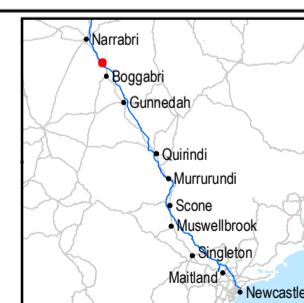 Narrabri
Boggabri
Gunnedah
Quirindi
Murrurundi
Scone
Muswellbrook
Singleton
Maitland
Newcastle